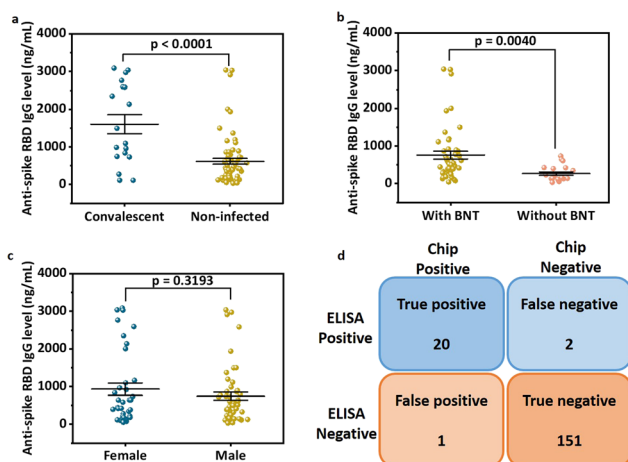 a
p < 0.0001
Anti-spike RBD IgG level (ng/mL)
4000
3000
2000
1000
0
Convalescent
Non-infected
b
p = 0.0040
Anti-spike RBD IgG level (ng/mL)
4000
3000
2000
1000
0
With BNT
Without BNT
c
p = 0.3193
Anti-spike RBD IgG level (ng/mL)
4000
3000
2000
1000
0
Female
Male
d
Chip
Positive
Chip
Negative
ELISA
Positive
True positive
20
False negative
2
ELISA
Negative
False positive
1
True negative
151